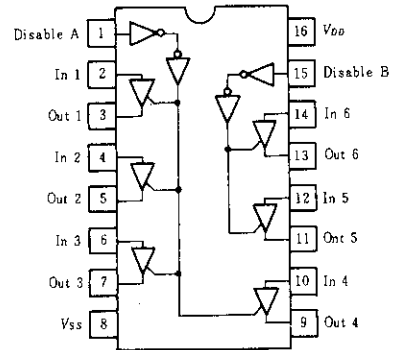 Disable A 1
In 1 2
Out 1 3
In 2 4
Out 2 5
In 3 6
Out 3 7
VSS 8
16 VDD
15 Disable B
14 In 6
13 Out 6
12 In 5
11 Ont 5
10 In 4
9 Out 4